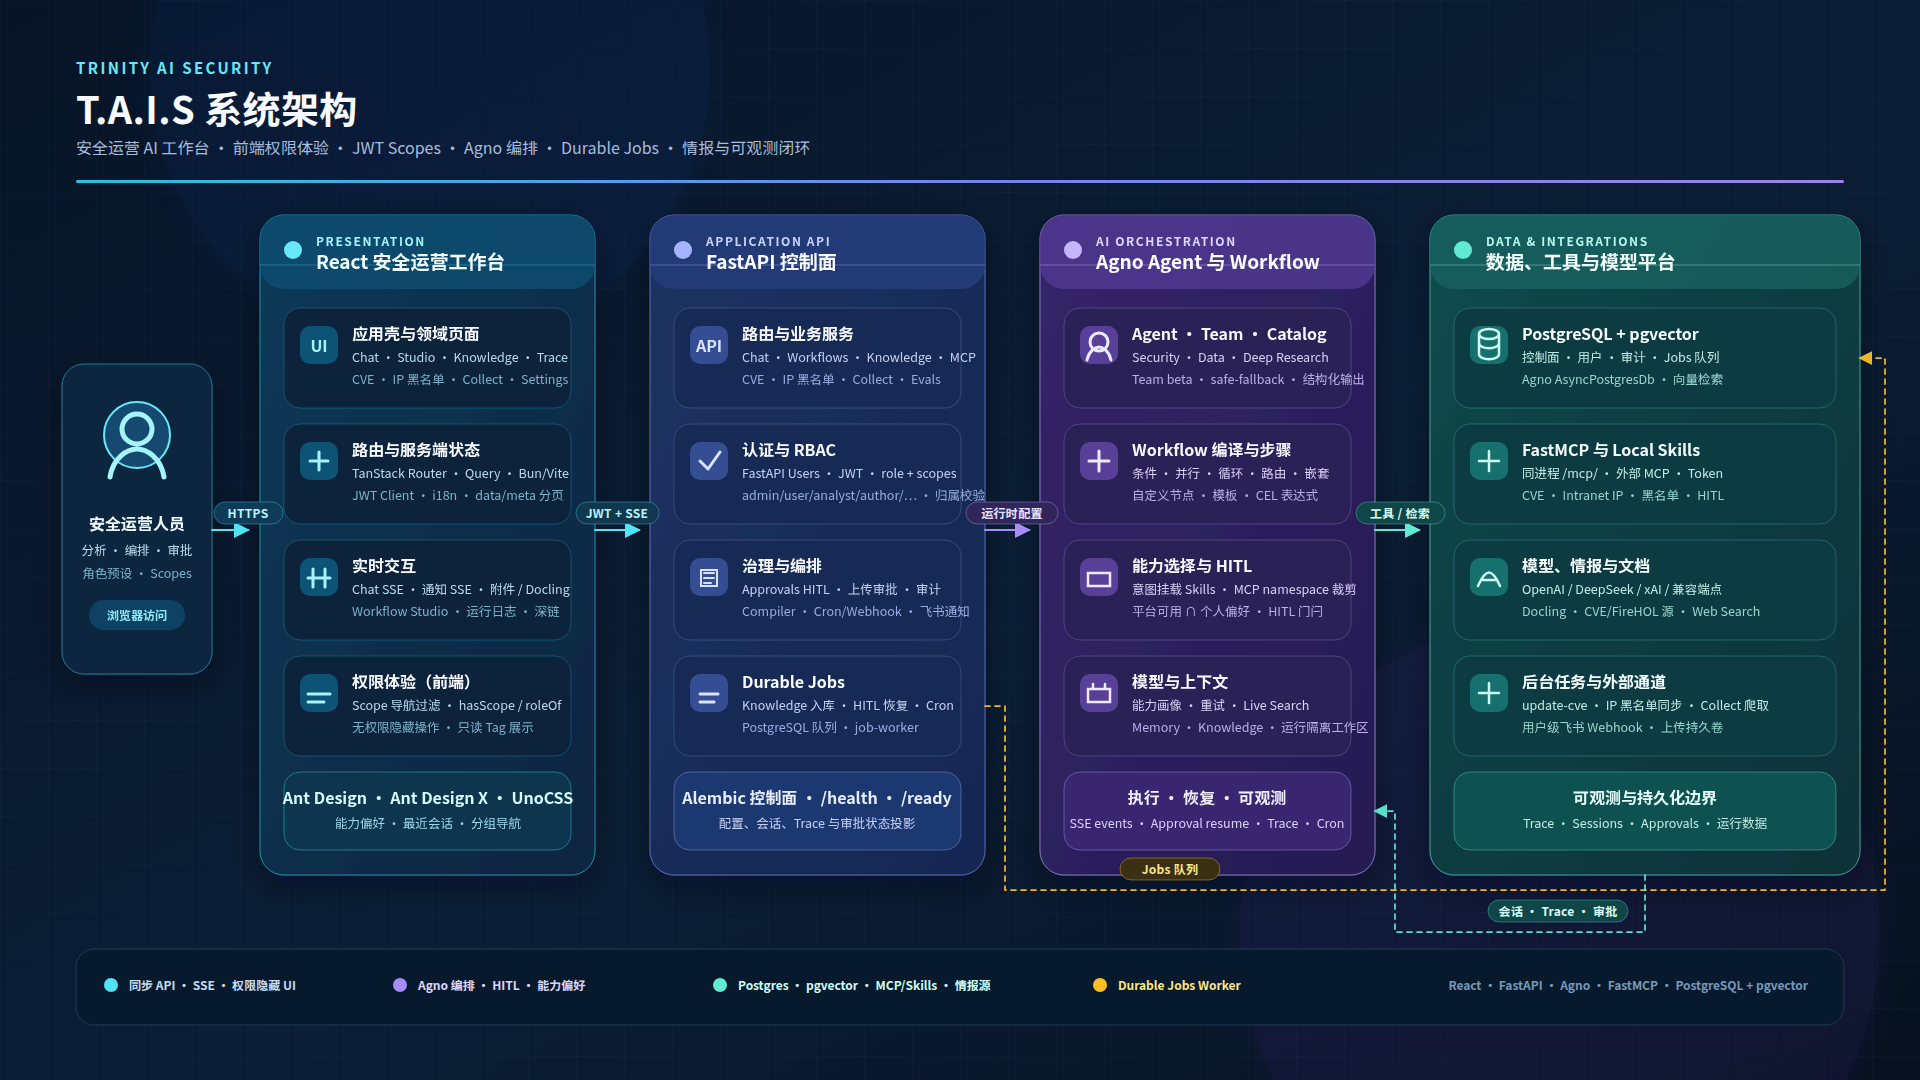 TRINITY AI SECURITY
T.A.I.S 系统架构
安全运营 AI 工作台 • 前端权限体验 • JWT Scopes • Agno 编排 • Durable Jobs • 情报与可观测闭环
安全运营人员
分析 • 编排 • 审批
角色预设 • Scopes
浏览器访问
HTTPS
PRESENTATION
React 安全运营工作台
UI
应用壳与领域页面
Chat • Studio • Knowledge • Trace
CVE • IP 黑名单 • Collect • Settings
路由与服务端状态
TanStack Router • Query • Bun/Vite
JWT Client • i18n • data/meta 分页
实时交互
Chat SSE • 通知 SSE • 附件 / Docling
Workflow Studio • 运行日志 • 深链
权限体验（前端）
Scope 导航过滤 • hasScope / roleOf
无权限隐藏操作 • 只读 Tag 展示
Ant Design • Ant Design X • UnoCSS
能力偏好 • 最近会话 • 分组导航
JWT + SSE
APPLICATION API
FastAPI 控制面
API
路由与业务服务
Chat • Workflows • Knowledge • MCP
CVE • IP 黑名单 • Collect • Evals
认证与 RBAC
FastAPI Users • JWT • role + scopes
admin/user/analyst/author/… • 归属校验
治理与编排
Approvals HITL • 上传审批 • 审计
Compiler • Cron/Webhook • 飞书通知
Durable Jobs
Knowledge 入库 • HITL 恢复 • Cron
PostgreSQL 队列 • job-worker
Alembic 控制面 • /health • /ready
配置、会话、Trace 与审批状态投影
运行时配置
AI ORCHESTRATION
Agno Agent 与 Workflow
Agent • Team • Catalog
Security • Data • Deep Research
Team beta • safe-fallback • 结构化输出
Workflow 编译与步骤
条件 • 并行 • 循环 • 路由 • 嵌套
自定义节点 • 模板 • CEL 表达式
能力选择与 HITL
意图挂载 Skills • MCP namespace 裁剪
平台可用 ∩ 个人偏好 • HITL 门闩
模型与上下文
能力画像 • 重试 • Live Search
Memory • Knowledge • 运行隔离工作区
执行 • 恢复 • 可观测
SSE events • Approval resume • Trace • Cron
工具 / 检索
DATA & INTEGRATIONS
数据、工具与模型平台
PostgreSQL + pgvector
控制面 • 用户 • 审计 • Jobs 队列
Agno AsyncPostgresDb • 向量检索
FastMCP 与 Local Skills
同进程 /mcp/ • 外部 MCP • Token
CVE • Intranet IP • 黑名单 • HITL
模型、情报与文档
OpenAI / DeepSeek / xAI / 兼容端点
Docling • CVE/FireHOL 源 • Web Search
后台任务与外部通道
update-cve • IP 黑名单同步 • Collect 爬取
用户级飞书 Webhook • 上传持久卷
可观测与持久化边界
Trace • Sessions • Approvals • 运行数据
Jobs 队列
会话 • Trace • 审批
同步 API • SSE • 权限隐藏 UI
Agno 编排 • HITL • 能力偏好
Postgres • pgvector • MCP/Skills • 情报源
Durable Jobs Worker
React • FastAPI • Agno • FastMCP • PostgreSQL + pgvector